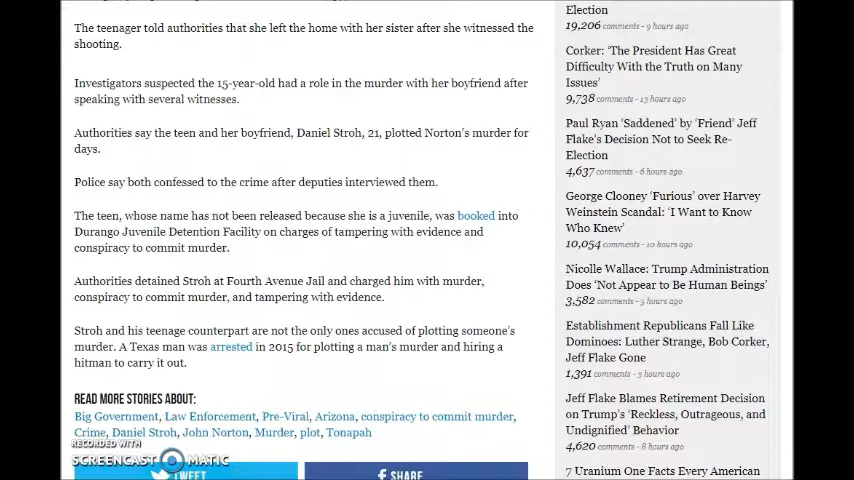 The teenager told authorities that she left the home with her sister after she witnessed the
shooting.
Investigators suspected the 15-year-old had a role in the murder with her boyfriend after
speaking with several witnesses.
Authorities say the teen and her boyfriend, Daniel Stroh, 21, plotted Norton's murder for
days.
Police say both confessed to the crime after deputies interviewed them.
The teen, whose name has not been released because she is a juvenile, was booked into
Durango Juvenile Detention Facility on charges of tampering with evidence and
conspiracy to commit murder.
Authorities detained Stroh at Fourth Avenue Jail and charged him with murder,
conspiracy to commit murder, and tampering with evidence.
Stroh and his teenage counterpart are not the only ones accused of plotting someone's
murder. A Texas man was arrested in 2015 for plotting a man's murder and hiring a
hitman to carry it out.
READ MORE STORIES ABOUT:
Big Government, Law Enforcement, Pre-Viral, Arizona, conspiracy to commit murder,
Crime, Daniel Stroh, John Norton, Murder, plot, Tonapah
RECORDED WITH
SCREENCAST MATIC
TWEET
SHARE
Election
19,206 comments - 9 hours ago
Corker: 'The President Has Great
Difficulty With the Truth on Many
Issues'
9,738 comments - 13 hours ago
Paul Ryan 'Saddened' by 'Friend' Jeff
Flake's Decision Not to Seek Re-
Election
4,637 comments - 6 hours ago
George Clooney 'Furious' over Harvey
Weinstein Scandal: 'I Want to Know
Who Knew'
10,054 comments - 10 hours ago
Nicolle Wallace: Trump Administration
Does 'Not Appear to Be Human Beings'
3,582 comments - 5 hours ago
Establishment Republicans Fall Like
Dominoes: Luther Strange, Bob Corker,
Jeff Flake Gone
1,391 comments - 3 hours ago
Jeff Flake Blames Retirement Decision
on Trump's 'Reckless, Outrageous, and
Undignified' Behavior
4,620 comments - 8 hours ago
7 Uranium One Facts Every American